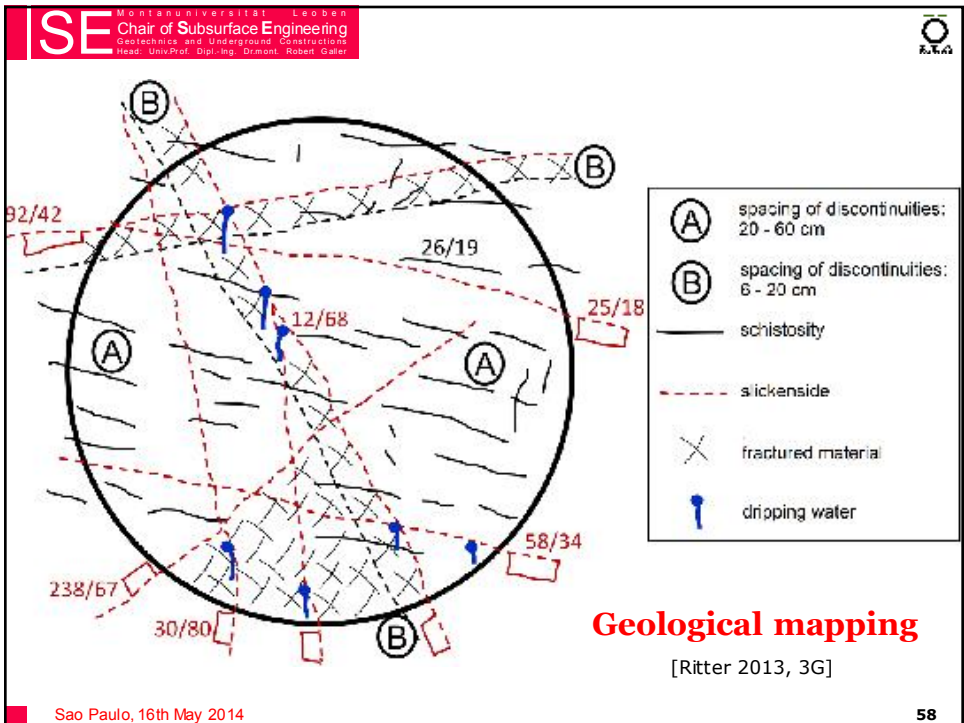 SE
Montanuniversität Leoben
Chair of Subsurface Engineering
Geotechnics and Underground Constructions
Head: Univ.Prof. Dipl.-Ing. Dr.mont. Robert Galler
B
B
92/42
26/19
25/18
12/68
A
A
58/34
238/67
30/80
B
A
spacing of discontinuities:
20 - 60 cm
B
spacing of discontinuities:
6 - 20 cm
schistosity
slickenside
fractured material
dripping water
Geological mapping
[Ritter 2013, 3G]
Sao Paulo, 16th May 2014
58